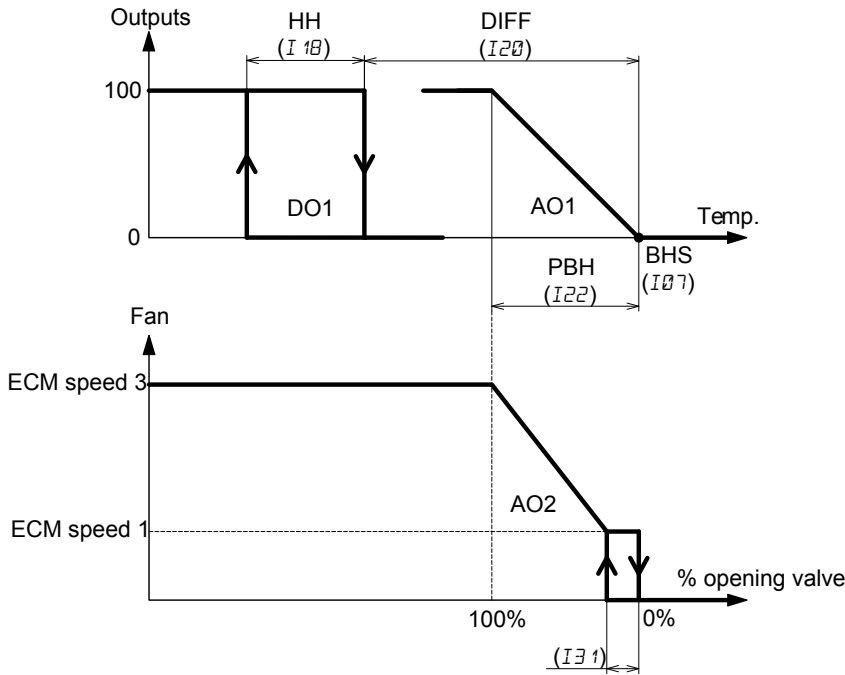 Outputs
HH
(I18)
DIFF
(I20)
100
DO1
AO1
Temp.
0
BHS
(I07)
PBH
(I22)
Fan
ECM speed 3
AO2
ECM speed 1
% opening valve
100%
0%
(I31)